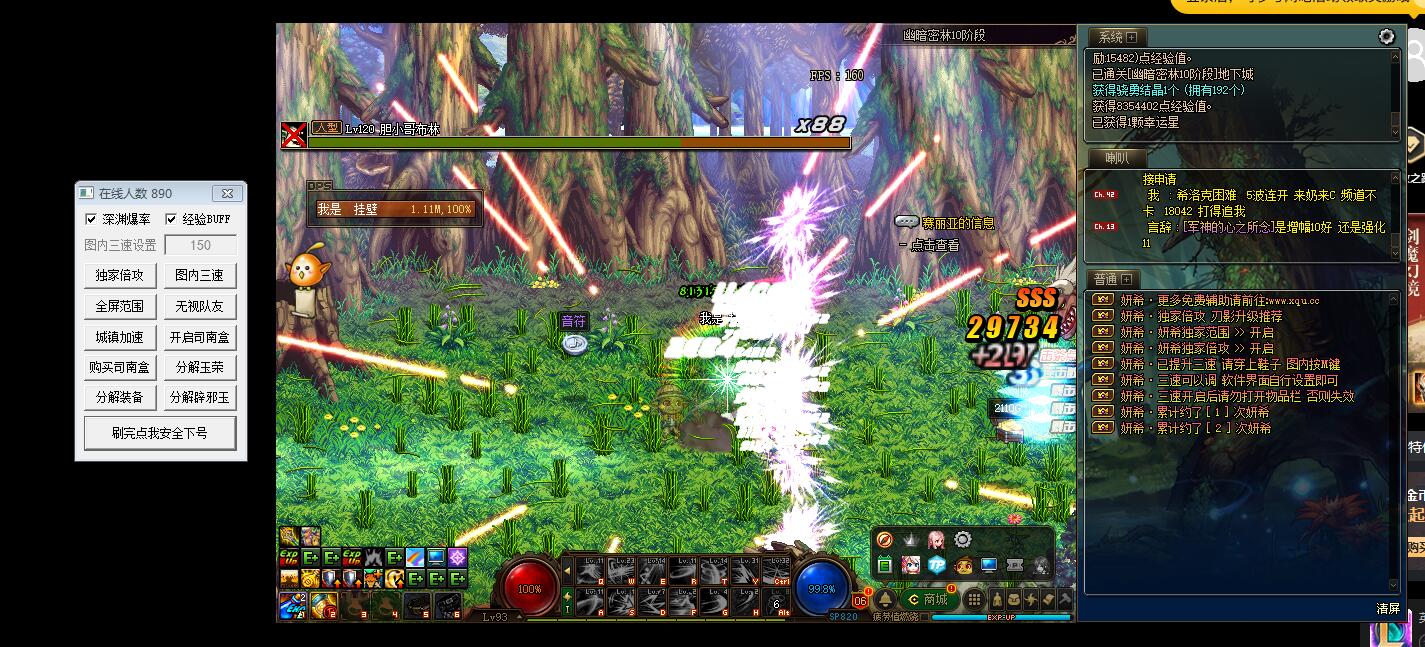 在线人数 890
深渊爆率
经验BUFF
图内三速设置
150
独家倍攻
图内三速
全屏范围
无视队友
城镇加速
开启司南盒
购买司南盒
分解玉荣
分解装备
分解辟邪玉
刷完点我安全下号
幽暗密林10阶段
FPS : 160
x88
人型
Lv120 胆小哥布林
DPS
我是 挂壁
1.11M,100%
赛丽亚的信息
- 点击查看
音符
SSS
29734
100%
99.8%
Lv93
SP820
疲劳值燃烧
EXP-UP
商城
系统
励15482)点经验值。
已通关[幽暗密林10阶段]地下城
获得骁勇结晶1个 (拥有192个)
获得8354402点经验值。
已获得1颗幸运星
喇叭
接申请
Ch.42 我 : 希洛克困难 5波连开 来奶来C 频道不
卡 18042 打得追我
Ch.13 言辞 : [军神的心之所念]是增幅10好 还是强化
11
普通
妍希·更多免费辅助请前往:www.xqu.cc
妍希·独家倍攻 刃影升级推荐
妍希·妍希独家范围 >> 开启
妍希·妍希独家倍攻 >> 开启
妍希·已提升三速 请穿上鞋子 图内按M键
妍希·三速可以调 软件界面自行设置即可
妍希·三速开启后请勿打开物品栏 否则失效
妍希·累计约了 [ 1 ] 次妍希
妍希·累计约了 [ 2 ] 次妍希
清屏